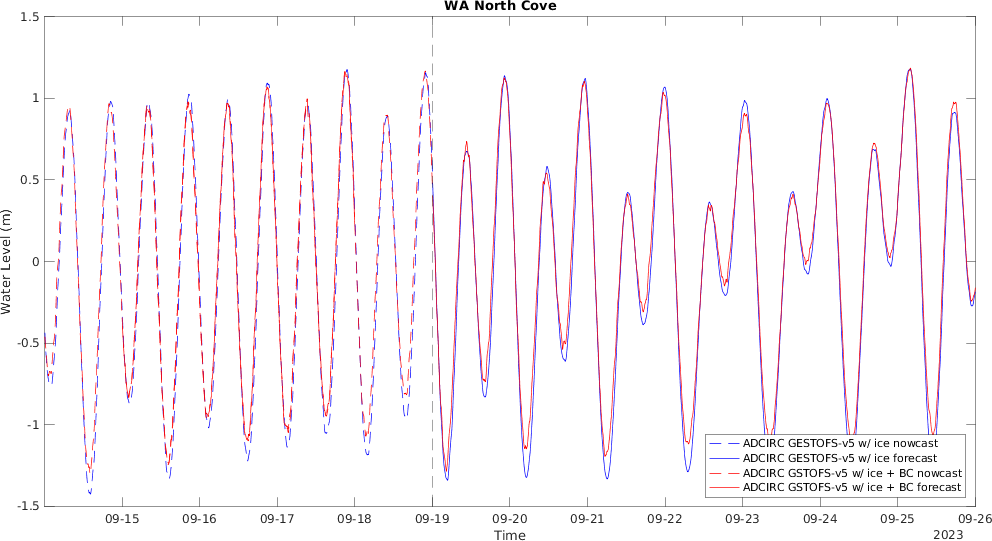 WA North Cove
1.5
1
0.5
0
-0.5
-1
-1.5
Water Level (m)
09-15 09-16 09-17 09-18 09-19 09-20 09-21 09-22 09-23 09-24 09-25 09-26
Time
2023
ADCIRC GESTOFS-v5 w/ ice nowcast
ADCIRC GESTOFS-v5 w/ ice forecast
ADCIRC GSTOFS-v5 w/ ice + BC nowcast
ADCIRC GSTOFS-v5 w/ ice + BC forecast